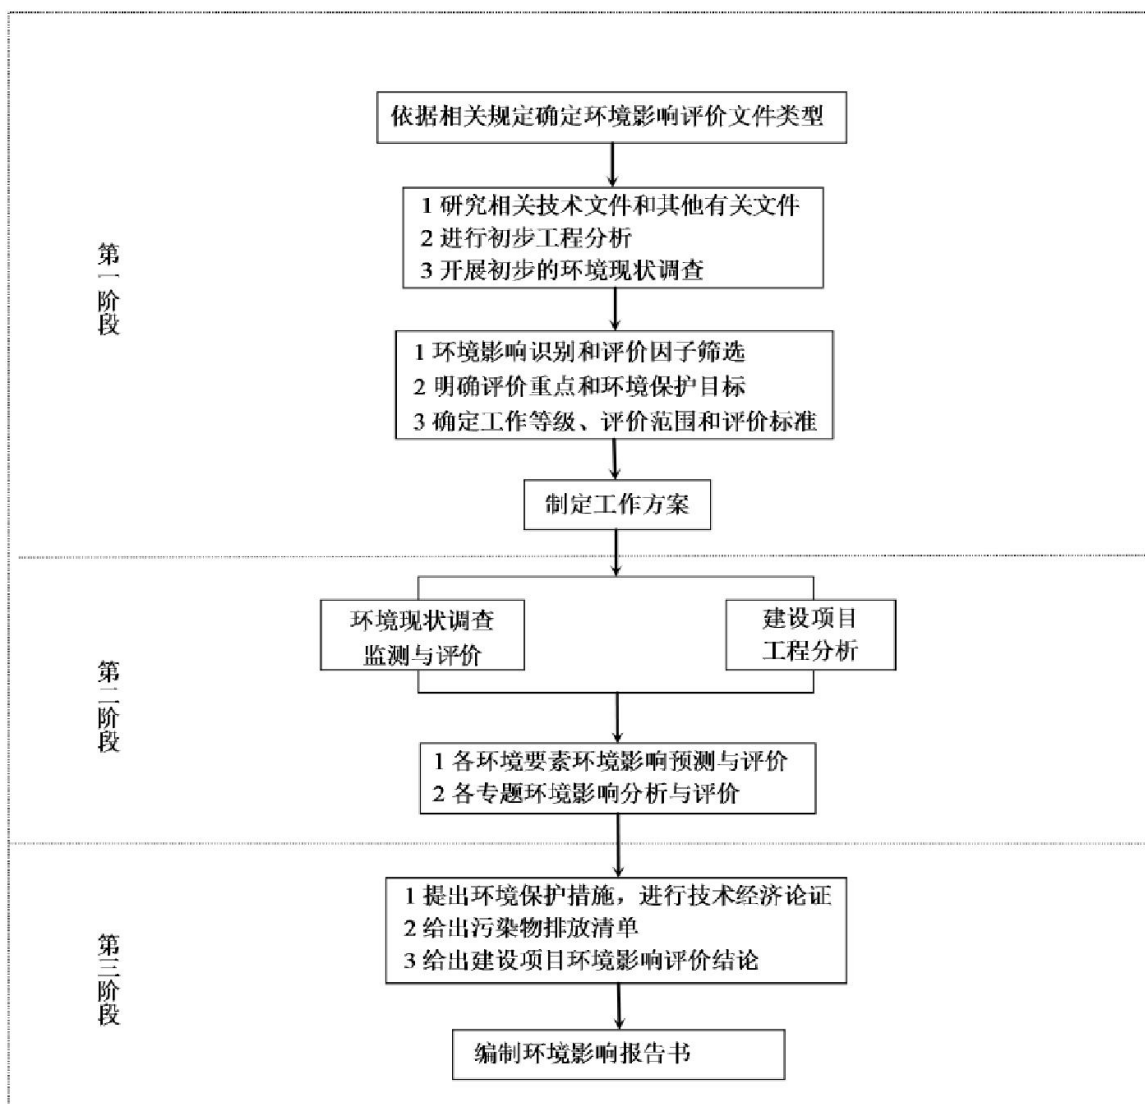 依据相关规定确定环境影响评价文件类型
第一阶段
1 研究相关技术文件和其他有关文件
2 进行初步工程分析
3 开展初步的环境现状调查
1 环境影响识别和评价因子筛选
2 明确评价重点和环境保护目标
3 确定工作等级、评价范围和评价标准
制定工作方案
第二阶段
环境现状调查
监测与评价
建设项目
工程分析
1 各环境要素环境影响预测与评价
2 各专题环境影响分析与评价
第三阶段
1 提出环境保护措施，进行技术经济论证
2 给出污染物排放清单
3 给出建设项目环境影响评价结论
编制环境影响报告书